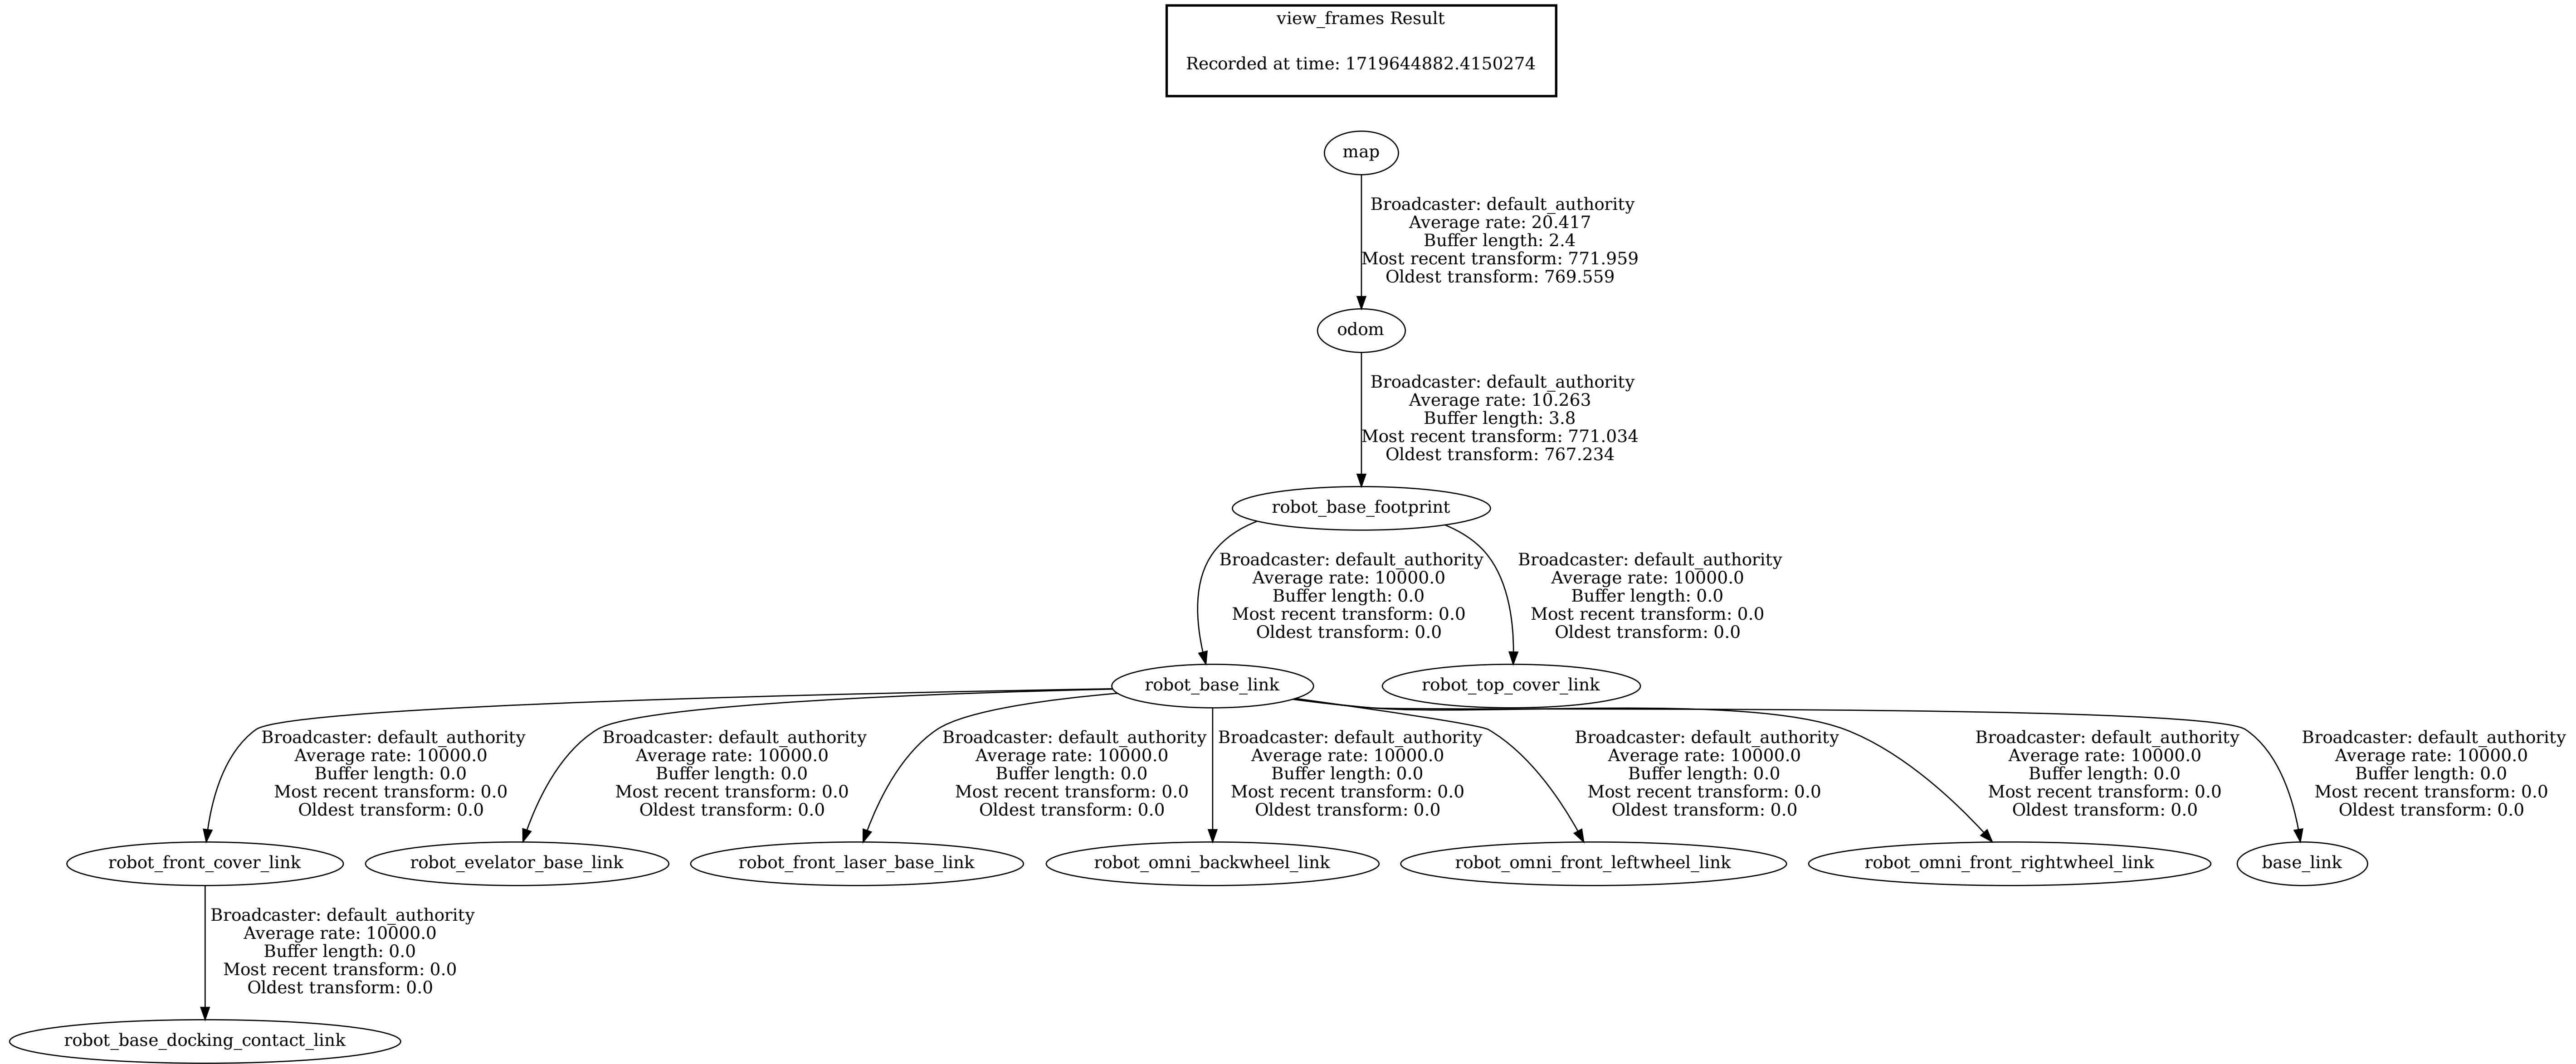 view_frames Result
Recorded at time: 1719644882.4150274
map
Broadcaster: default_authority
Average rate: 20.417
Buffer length: 2.4
Most recent transform: 771.959
Oldest transform: 769.559
odom
Broadcaster: default_authority
Average rate: 10.263
Buffer length: 3.8
Most recent transform: 771.034
Oldest transform: 767.234
robot_base_footprint
Broadcaster: default_authority
Average rate: 10000.0
Buffer length: 0.0
Most recent transform: 0.0
Oldest transform: 0.0
Broadcaster: default_authority
Average rate: 10000.0
Buffer length: 0.0
Most recent transform: 0.0
Oldest transform: 0.0
robot_base_link
robot_top_cover_link
Broadcaster: default_authority
Average rate: 10000.0
Buffer length: 0.0
Most recent transform: 0.0
Oldest transform: 0.0
Broadcaster: default_authority
Average rate: 10000.0
Buffer length: 0.0
Most recent transform: 0.0
Oldest transform: 0.0
Broadcaster: default_authority
Average rate: 10000.0
Buffer length: 0.0
Most recent transform: 0.0
Oldest transform: 0.0
Broadcaster: default_authority
Average rate: 10000.0
Buffer length: 0.0
Most recent transform: 0.0
Oldest transform: 0.0
Broadcaster: default_authority
Average rate: 10000.0
Buffer length: 0.0
Most recent transform: 0.0
Oldest transform: 0.0
Broadcaster: default_authority
Average rate: 10000.0
Buffer length: 0.0
Most recent transform: 0.0
Oldest transform: 0.0
Broadcaster: default_authority
Average rate: 10000.0
Buffer length: 0.0
Most recent transform: 0.0
Oldest transform: 0.0
robot_front_cover_link
robot_evelator_base_link
robot_front_laser_base_link
robot_omni_backwheel_link
robot_omni_front_leftwheel_link
robot_omni_front_rightwheel_link
base_link
Broadcaster: default_authority
Average rate: 10000.0
Buffer length: 0.0
Most recent transform: 0.0
Oldest transform: 0.0
robot_base_docking_contact_link